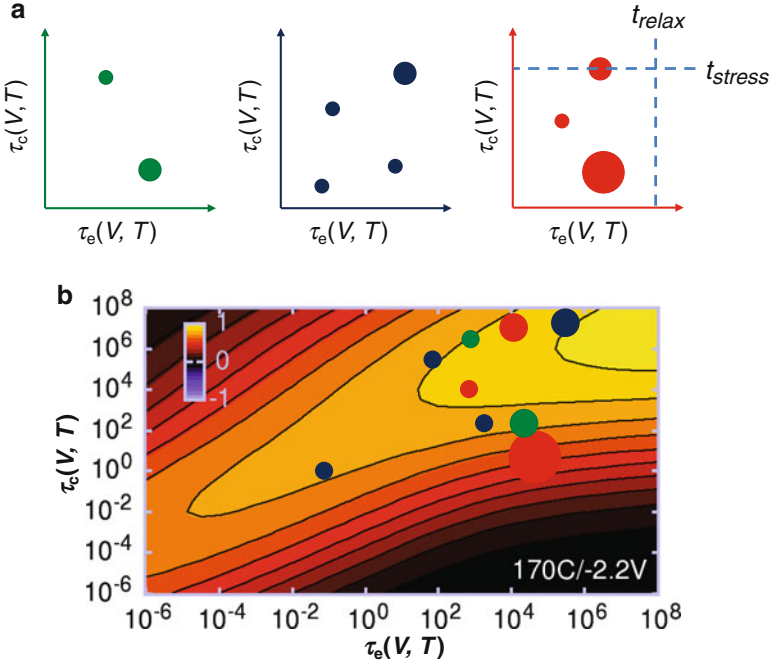 a
t_relax
t_stress
τc(V,T)
τc(V,T)
τc(V,T)
τe(V, T)
τe(V, T)
τe(V, T)
b
10^8
10^6
10^4
10^2
10^0
10^-2
10^-4
10^-6
τc(V, T)
1
0
-1
170C/-2.2V
10^-6
10^-4
10^-2
10^0
10^2
10^4
10^6
10^8
τe(V, T)